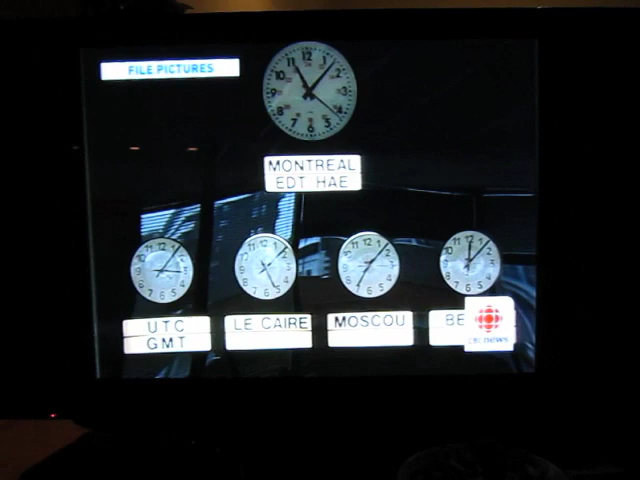 FILE PICTURES
MONTREAL
EDT HAE
UTC
GMT
LE CAIRE
MOSCOU
BE
cbc news